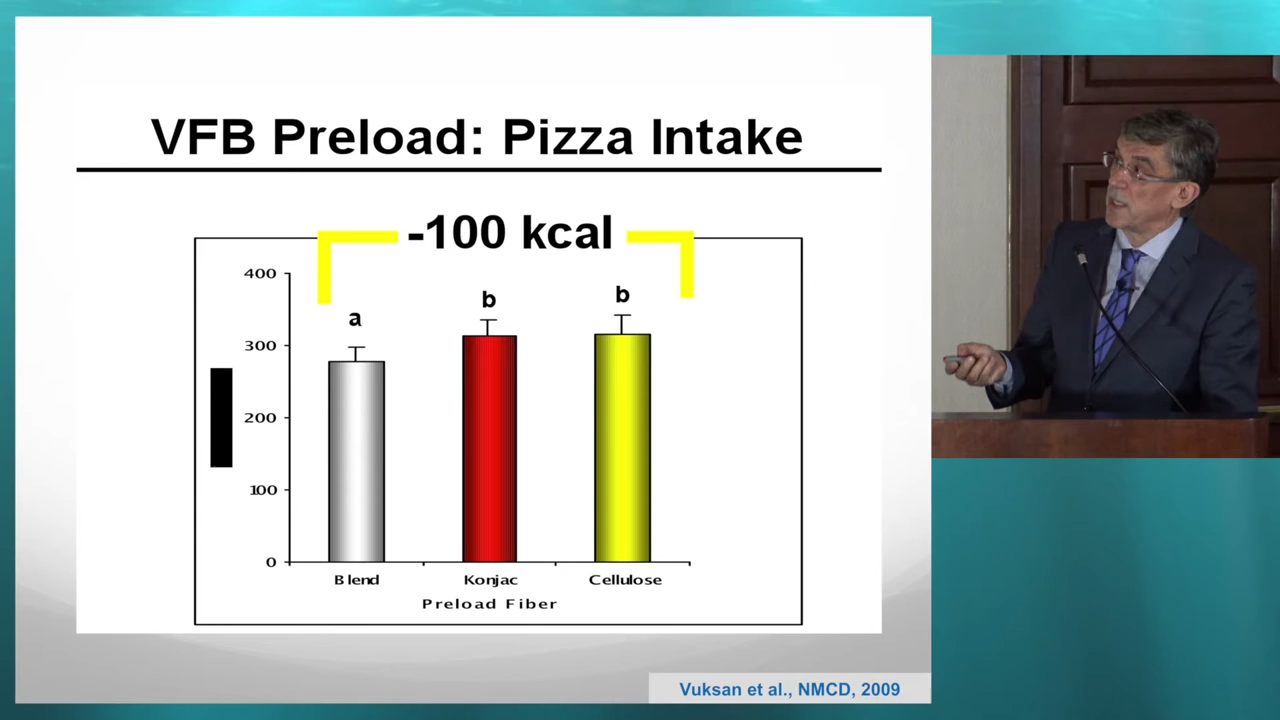 VFB Preload: Pizza Intake
-100 kcal
400
300
200
100
0
a
b
b
Blend
Konjac
Cellulose
Preload Fiber
Vuksan et al., NMCD, 2009